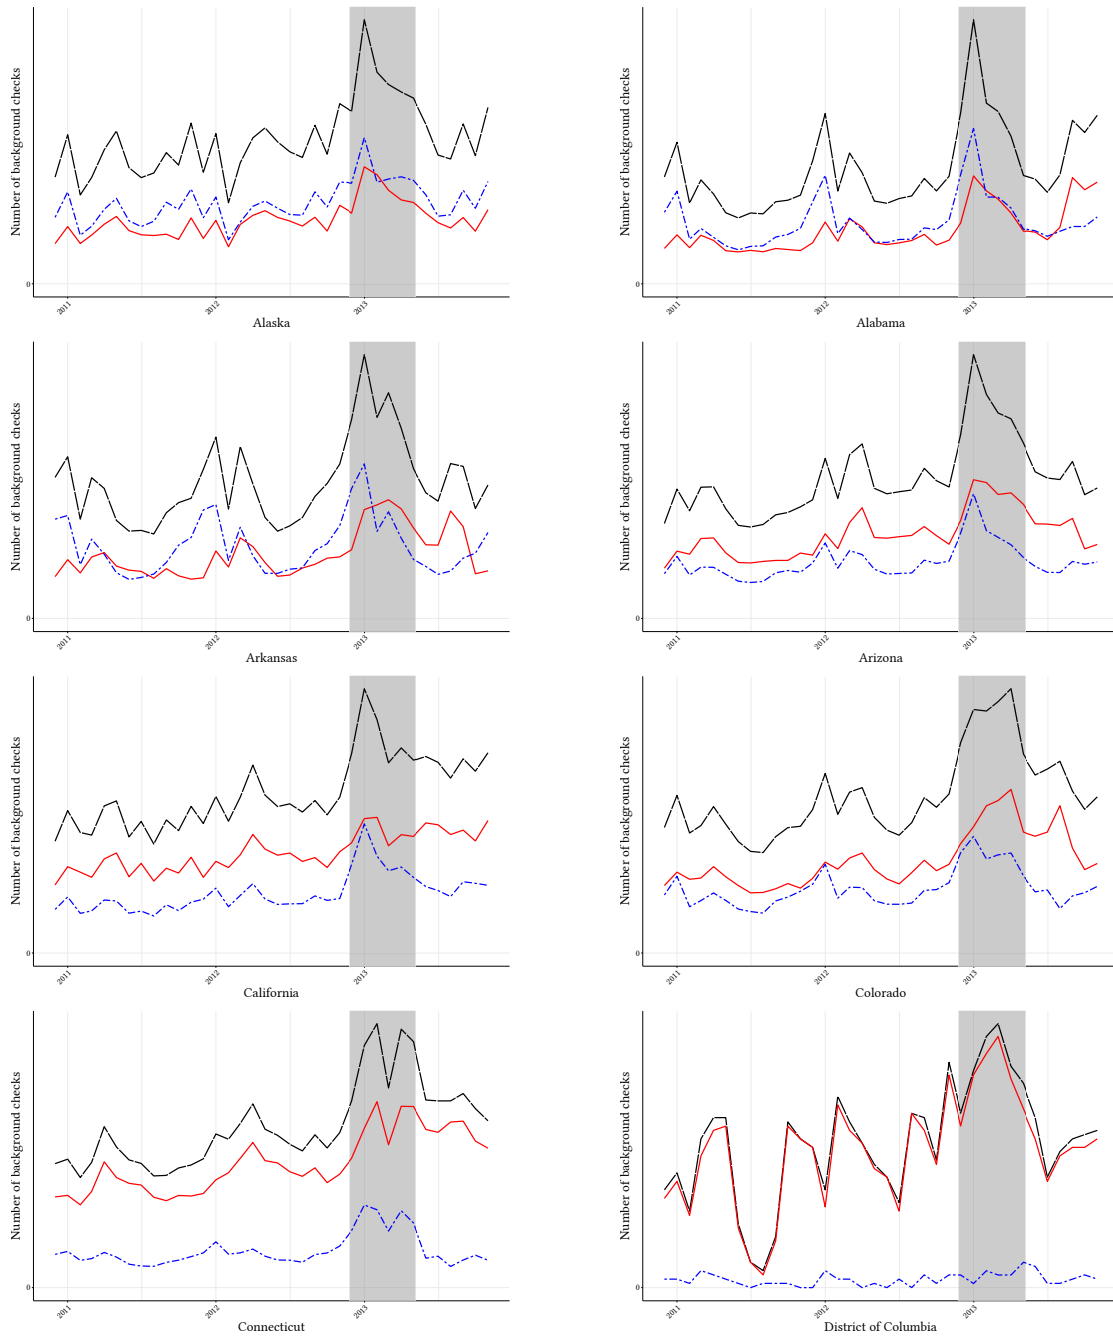 Number of background checks
0
2011
2012
2013
Alaska
Number of background checks
0
2011
2012
2013
Alabama
Number of background checks
0
2011
2012
2013
Arkansas
Number of background checks
0
2011
2012
2013
Arizona
Number of background checks
0
2011
2012
2013
California
Number of background checks
0
2011
2012
2013
Colorado
Number of background checks
0
2011
2012
2013
Connecticut
Number of background checks
0
2011
2012
2013
District of Columbia